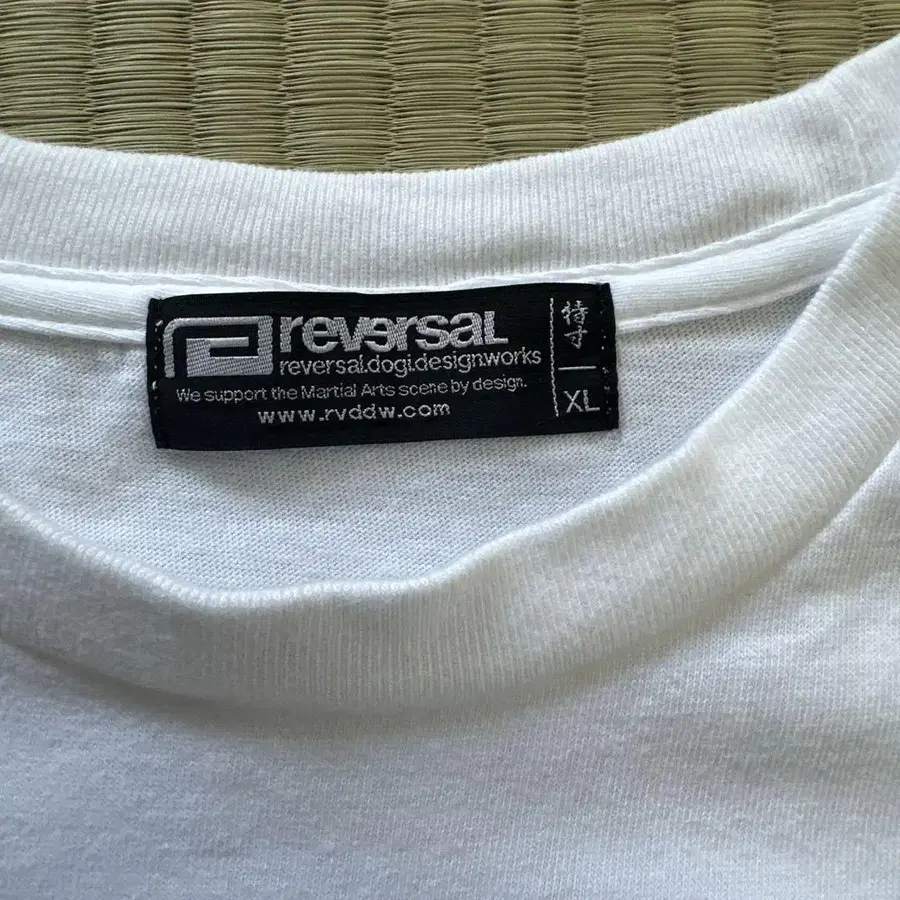 reversal
reversal.dogi.design.works
We support the Martial Arts scene by design.
www.rvddw.com
特寸
XL